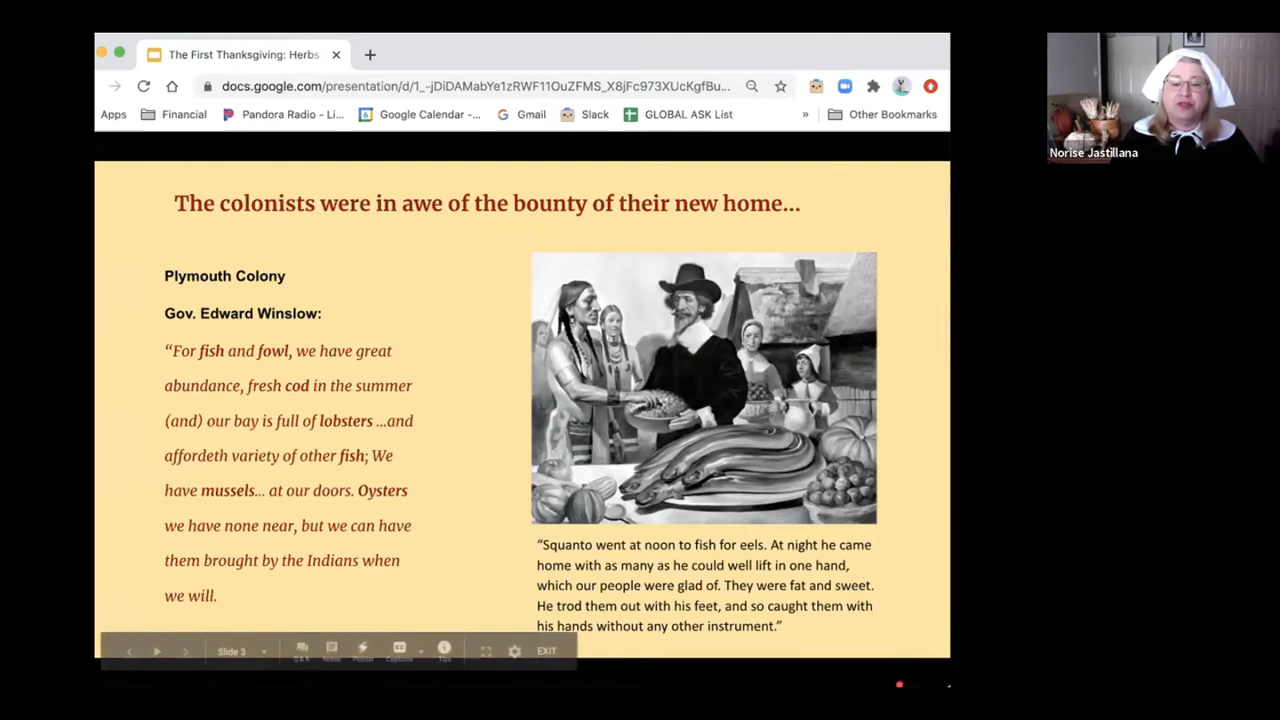 The First Thanksgiving: Herbs
docs.google.com/presentation/d/1_-jDiDAMabYe1zRWF11OuZFMS_X8jFc973XUcKgfBu...
Apps Financial Pandora Radio - Li... Google Calendar -... Gmail Slack GLOBAL ASK List » Other Bookmarks
Norise Jastillana
The colonists were in awe of the bounty of their new home...
Plymouth Colony
Gov. Edward Winslow:
“For fish and fowl, we have great
abundance, fresh cod in the summer
(and) our bay is full of lobsters ...and
affordeth variety of other fish; We
have mussels... at our doors. Oysters
we have none near, but we can have
them brought by the Indians when
we will.
“Squanto went at noon to fish for eels. At night he came
home with as many as he could well lift in one hand,
which our people were glad of. They were fat and sweet.
He trod them out with his feet, and so caught them with
his hands without any other instrument.”
Slide 3 Q&A Notes Pointer Captions Tips EXIT